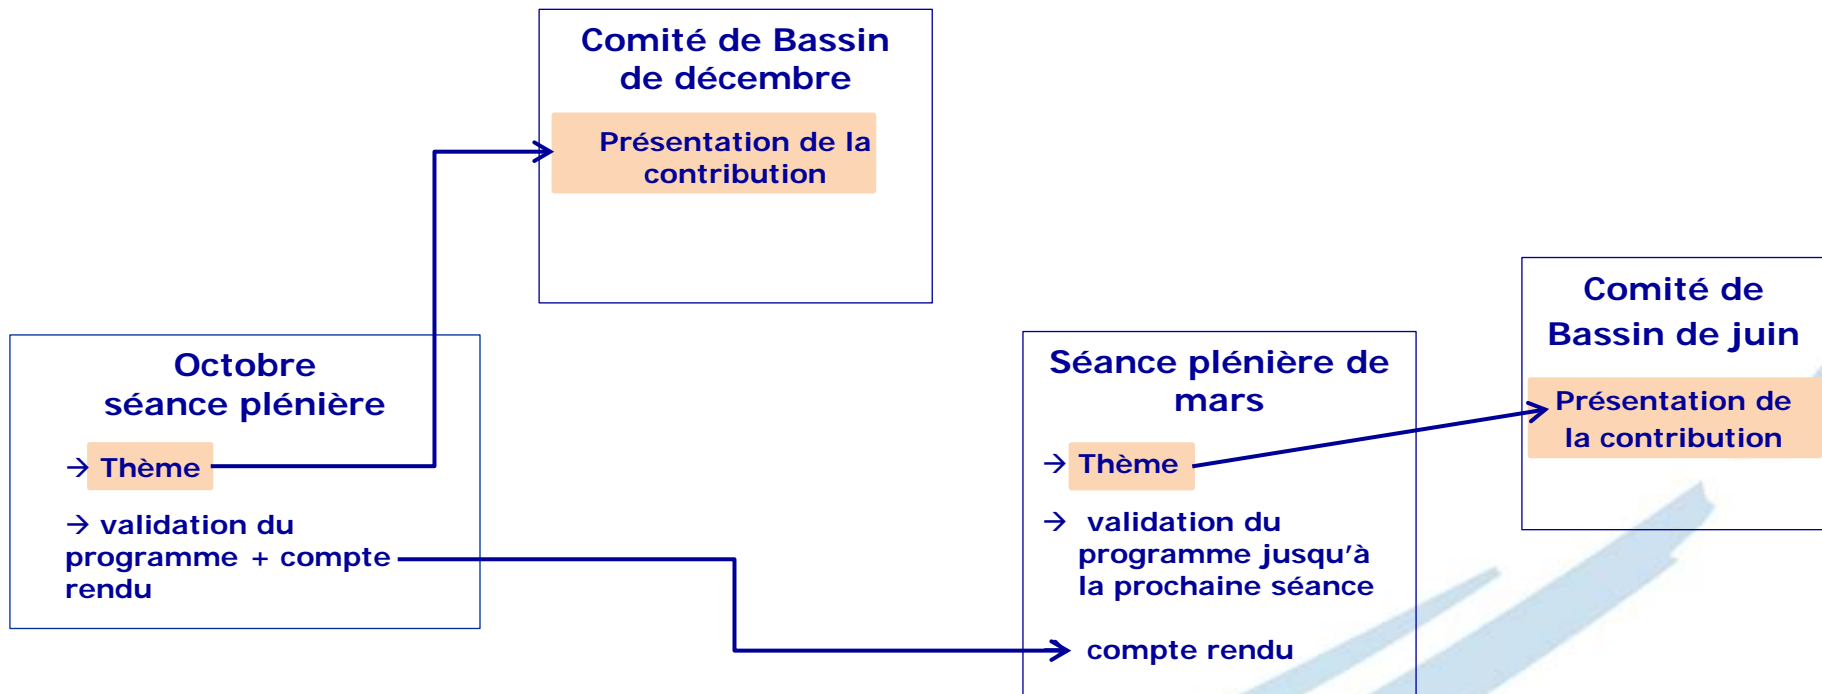 Comité de Bassin
de décembre
Présentation de la
contribution
Octobre
séance plénière
→ Thème
→ validation du
programme + compte
rendu
Séance plénière de
mars
→ Thème
→ validation du
programme jusqu’à
la prochaine séance
compte rendu
Comité de
Bassin de juin
Présentation de
la contribution